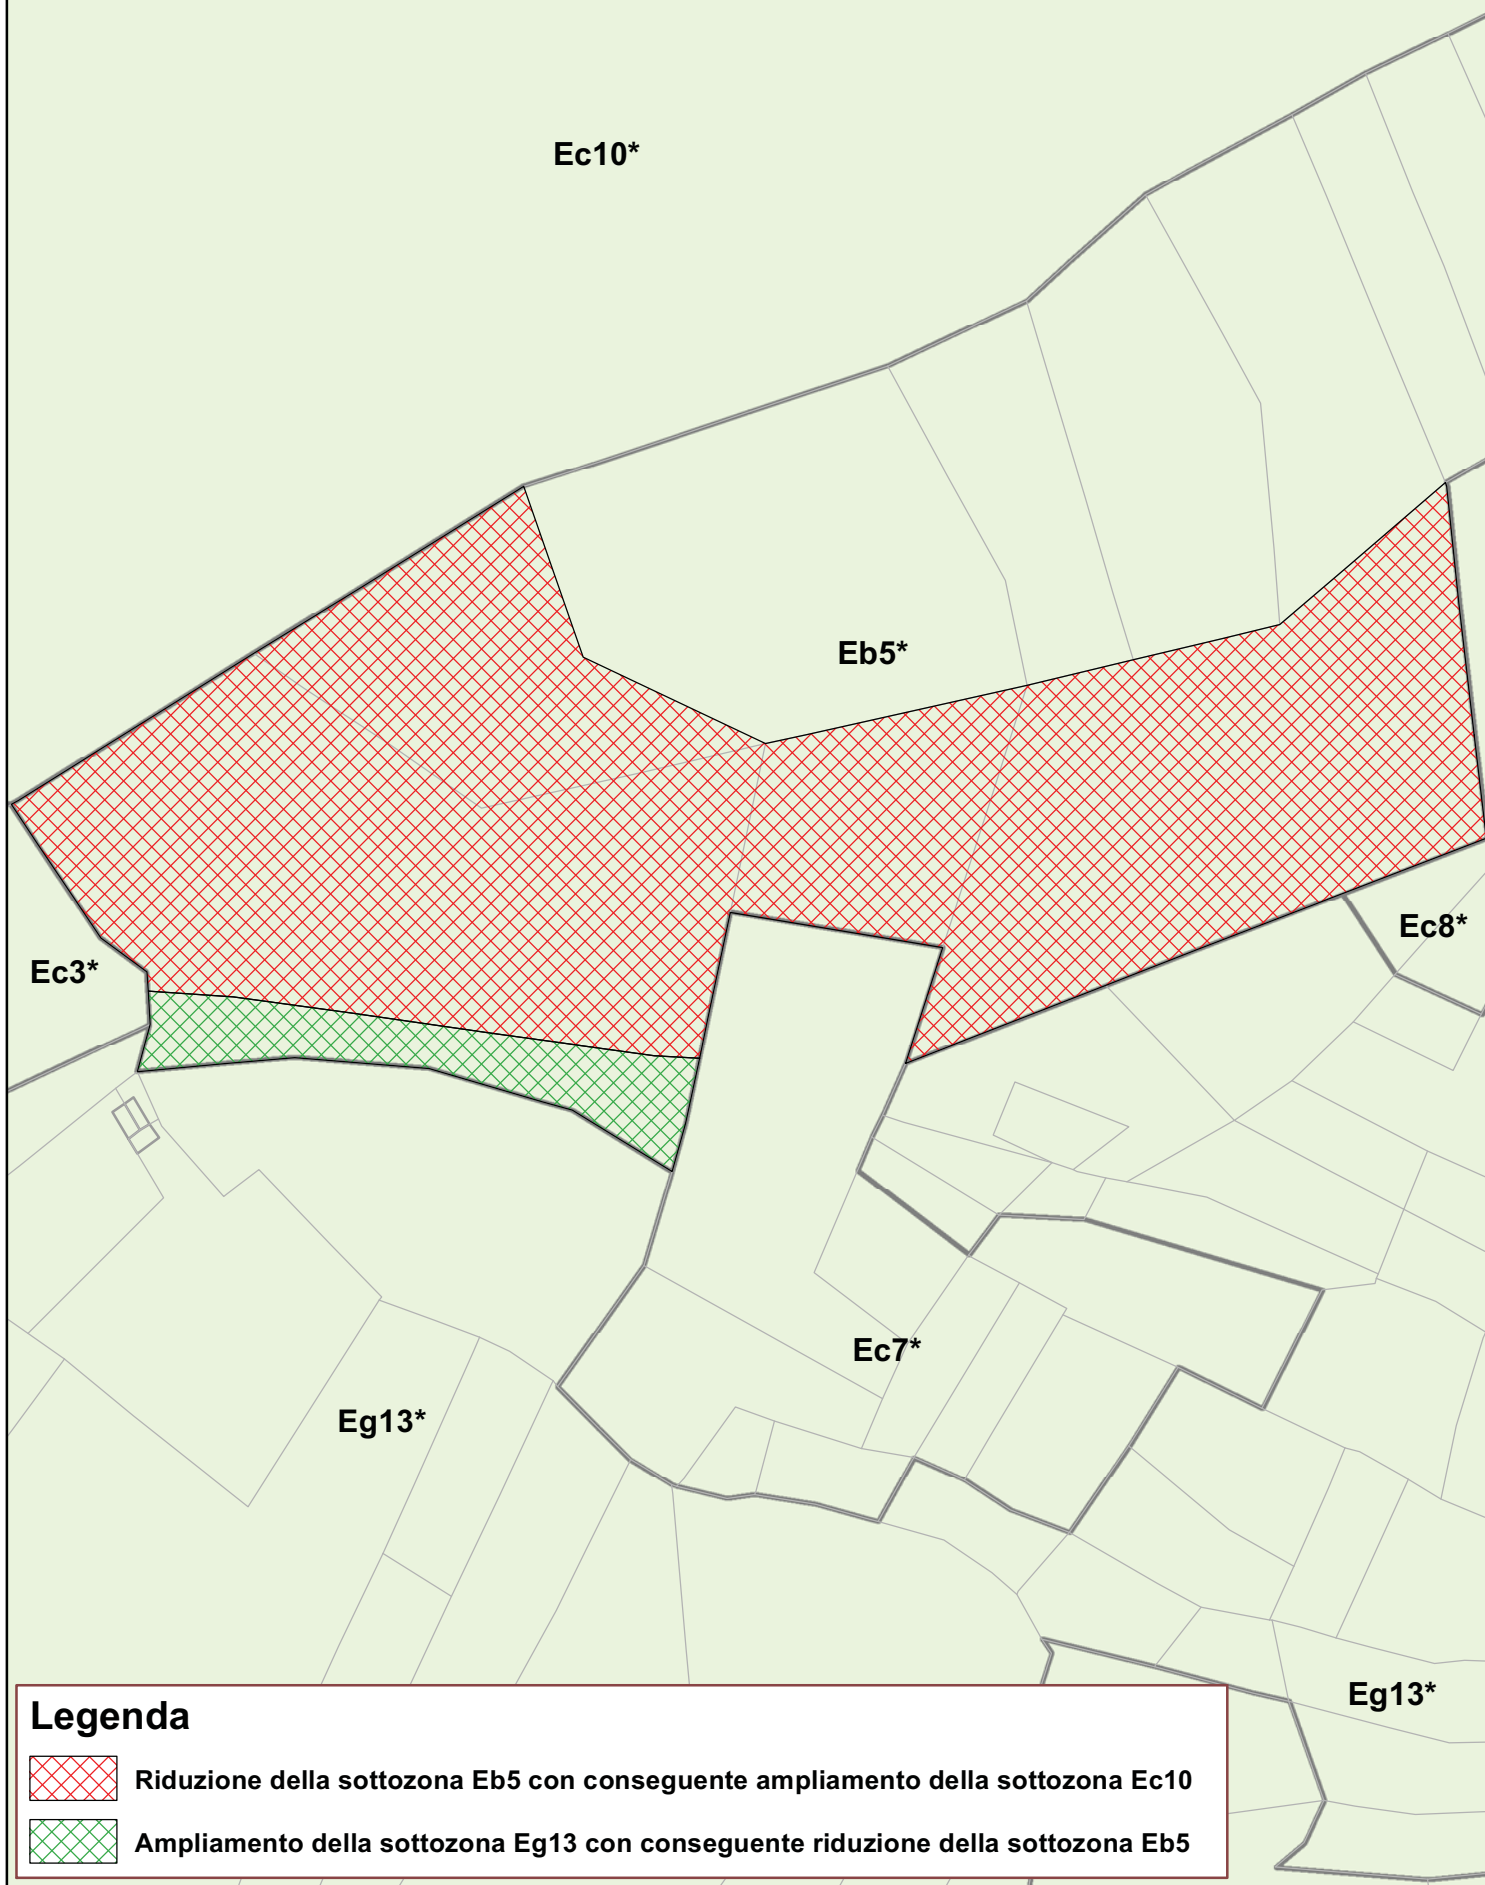 Ec10*
Eb5*
Ec8*
Ec3*
Ec7*
Eg13*
Eg13*
Legenda
Riduzione della sottozona Eb5 con conseguente ampliamento della sottozona Ec10
Ampliamento della sottozona Eg13 con conseguente riduzione della sottozona Eb5